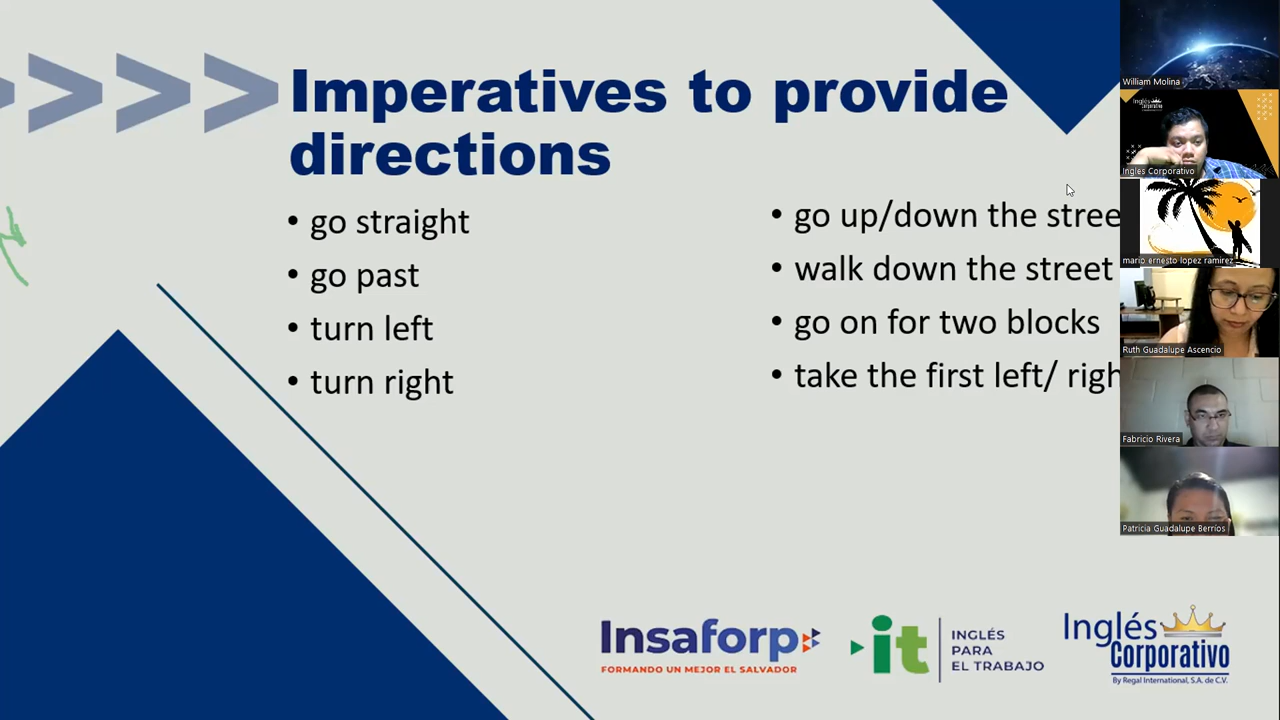 Imperatives to provide
directions
• go straight
• go past
• turn left
• turn right
• go up/down the stree
• walk down the street
• go on for two blocks
• take the first left/ righ
Insaforp
FORMANDO UN MEJOR EL SALVADOR
it
INGLÉS
PARA
EL TRABAJO
Inglés
Corporativo
By Regal International, S.A. de C.V.
William Molina
Inglés Corporativo
Ingles Corporativo
mario ernesto lopez ramirez
Ruth Guadalupe Ascencio
Fabricio Rivera
Patricia Guadalupe Berríos